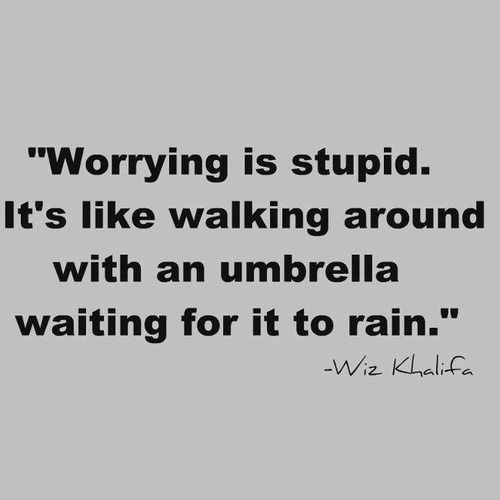 "Worrying is stupid.
It's like walking around
with an umbrella
waiting for it to rain."
-Wiz Khalifa